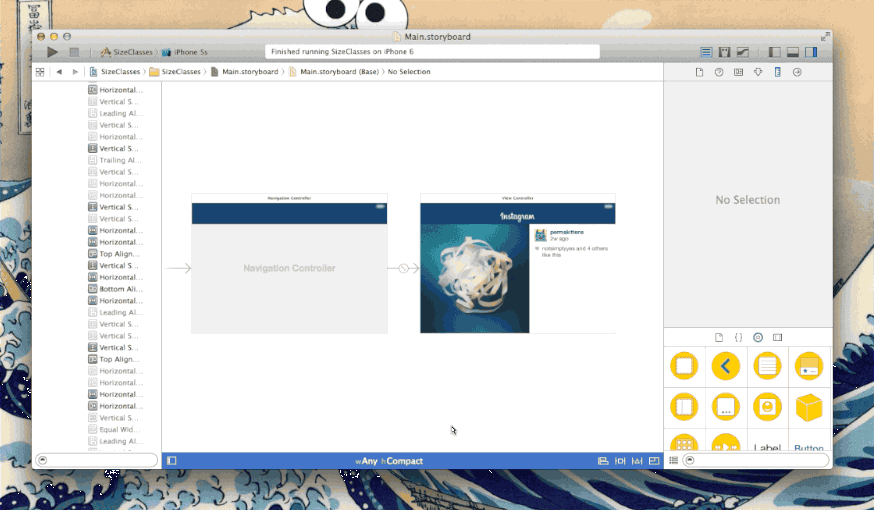 Main.storyboard
SizeClasses iPhone 5s
Finished running SizeClasses on iPhone 6
SizeClasses SizeClasses Main.storyboard Main.storyboard (Base) No Selection
Horizontal...
Vertical S...
Leading Al...
Vertical S...
Horizontal...
Vertical S...
Trailing Al...
Vertical S...
Horizontal...
Horizontal...
Vertical S...
Vertical S...
Horizontal...
Horizontal...
Top Align...
Vertical S...
Horizontal...
Bottom Ali...
Horizontal...
Leading Al...
Vertical S...
Vertical S...
Vertical S...
Top Align...
Horizontal...
Horizontal...
Horizontal...
Horizontal...
Vertical S...
Equal Wid...
Leading Al...
Navigation Controller
Navigation Controller
View Controller
Instagram
permakittens
2hr ago
notsimplyyes and 4 others
like this
No Selection
Label
Button
wAny hCompact